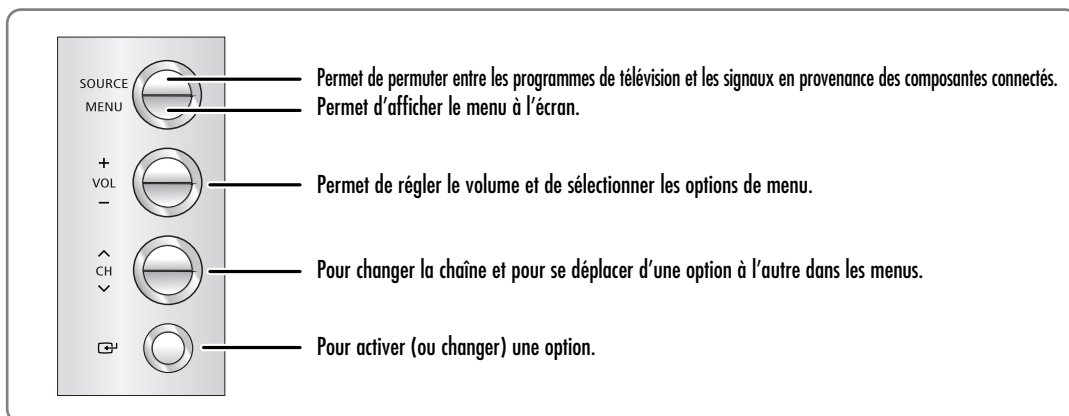 SOURCE
Permet de permuter entre les programmes de télévision et les signaux en provenance des composantes connectés.
MENU
Permet d'afficher le menu à l'écran.
+
VOL
–
Permet de régler le volume et de sélectionner les options de menu.
CH
Pour changer la chaîne et pour se déplacer d'une option à l'autre dans les menus.
Pour activer (ou changer) une option.